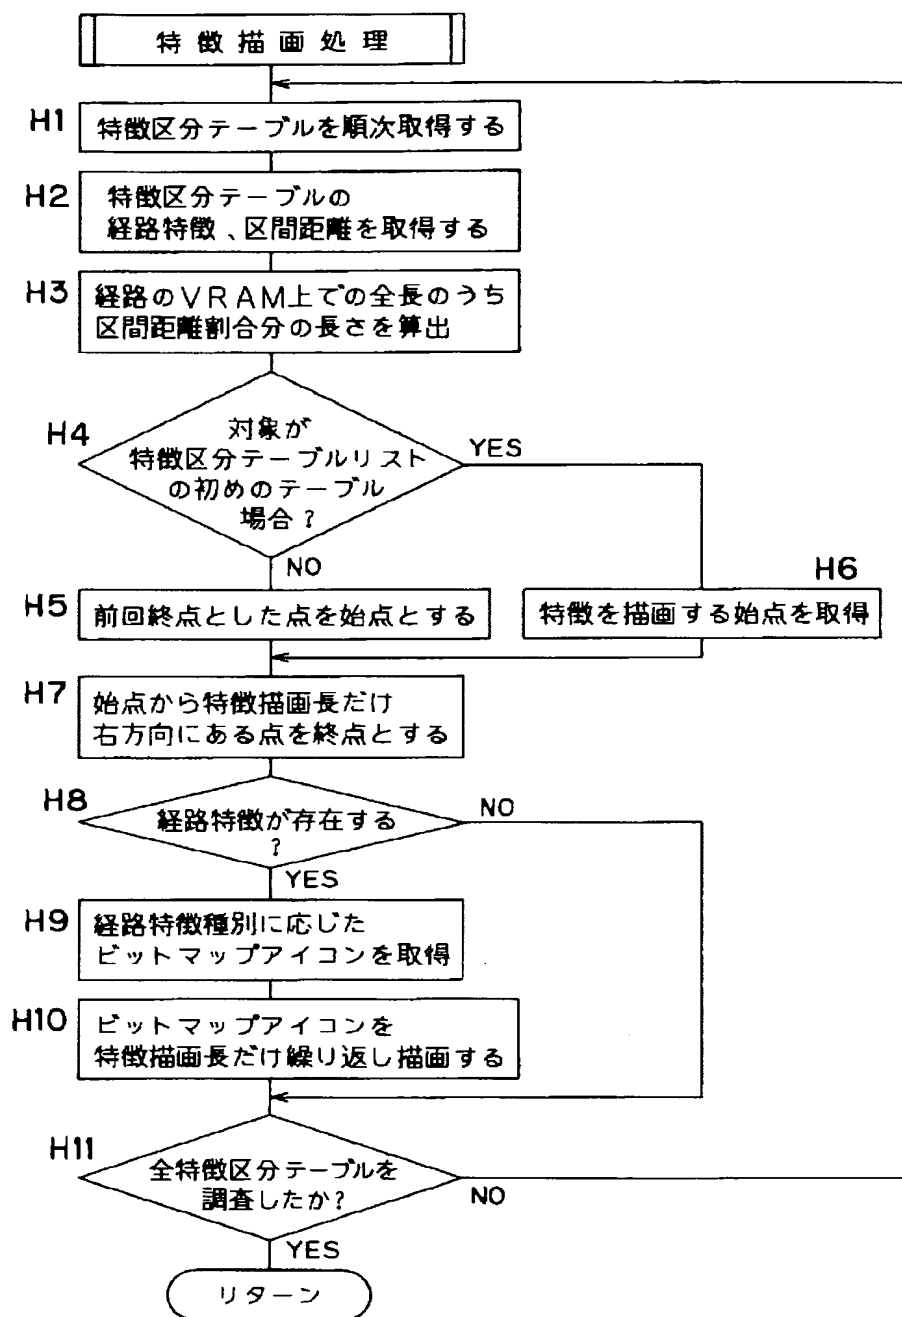 特徴描画処理
H1
特徴区分テーブルを順次取得する
H2
特徴区分テーブルの
経路特徴、区間距離を取得する
H3
経路のVRAM上での全長のうち
区間距離割合分の長さを算出
H4
対象が
特徴区分テーブルリスト
の初めのテーブル
場合?
YES
NO
H5
前回終点とした点を始点とする
H6
特徴を描画する始点を取得
H7
始点から特徴描画長だけ
右方向にある点を終点とする
H8
経路特徴が存在する
?
NO
YES
H9
経路特徴種別に応じた
ビットマップアイコンを取得
H10
ビットマップアイコンを
特徴描画長だけ繰り返し描画する
H11
全特徴区分テーブルを
調査したか?
NO
YES
リターン